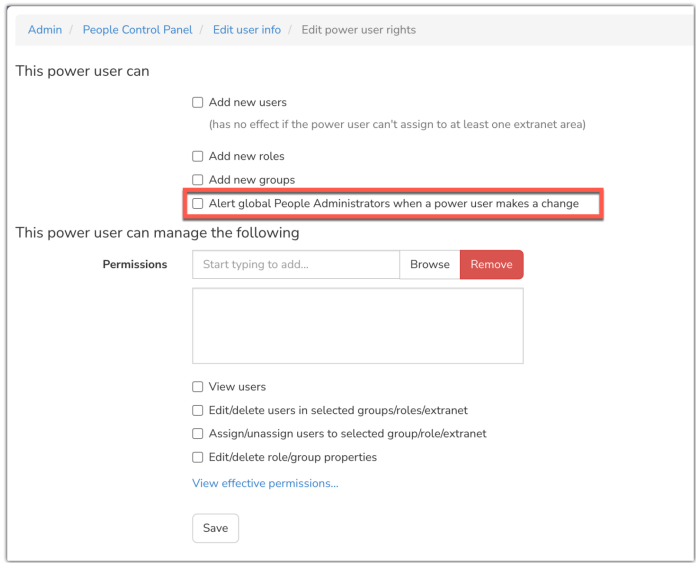 Admin / People Control Panel / Edit user info / Edit power user rights
This power user can
Add new users
(has no effect if the power user can't assign to at least one extranet area)
Add new roles
Add new groups
Alert global People Administrators when a power user makes a change
This power user can manage the following
Permissions Start typing to add... Browse Remove
View users
Edit/delete users in selected groups/roles/extranet
Assign/unassign users to selected group/role/extranet
Edit/delete role/group properties
View effective permissions...
Save